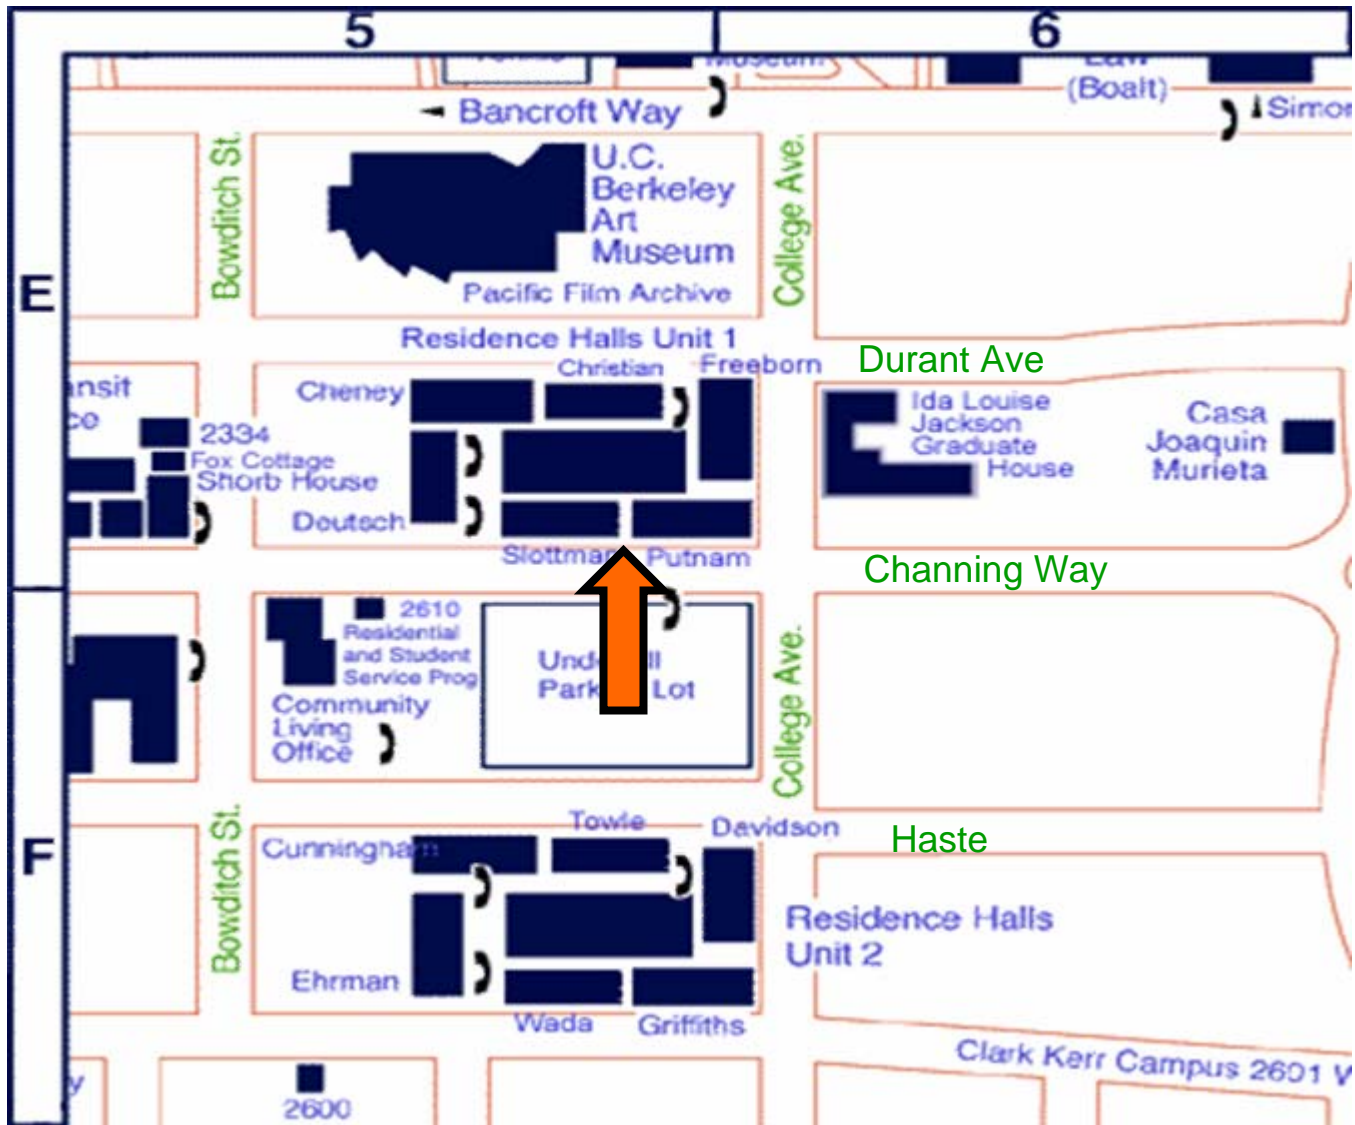 5
6
Museum
Law
(Boalt)
Bancroft Way
Simon
Bowditch St.
College Ave.
U.C.
Berkeley
Art
Museum
Pacific Film Archive
E
Residence Halls Unit 1
Durant Ave
Christian
Freeborn
Cheney
2334
Fox Cottage
Shorb House
Deutsch
Ida Louise
Jackson
Graduate
House
Casa
Joaquin
Murieta
Putnam
Channing Way
2610
Residential
and Student
Service Prog
Community
Living
Office
Lot
College Ave.
Bowditch St.
F
Towle
Davidson
Haste
Cunningham
Residence Halls
Unit 2
Ehrman
Wada
Griffiths
Clark Kerr Campus 2601 W
2600